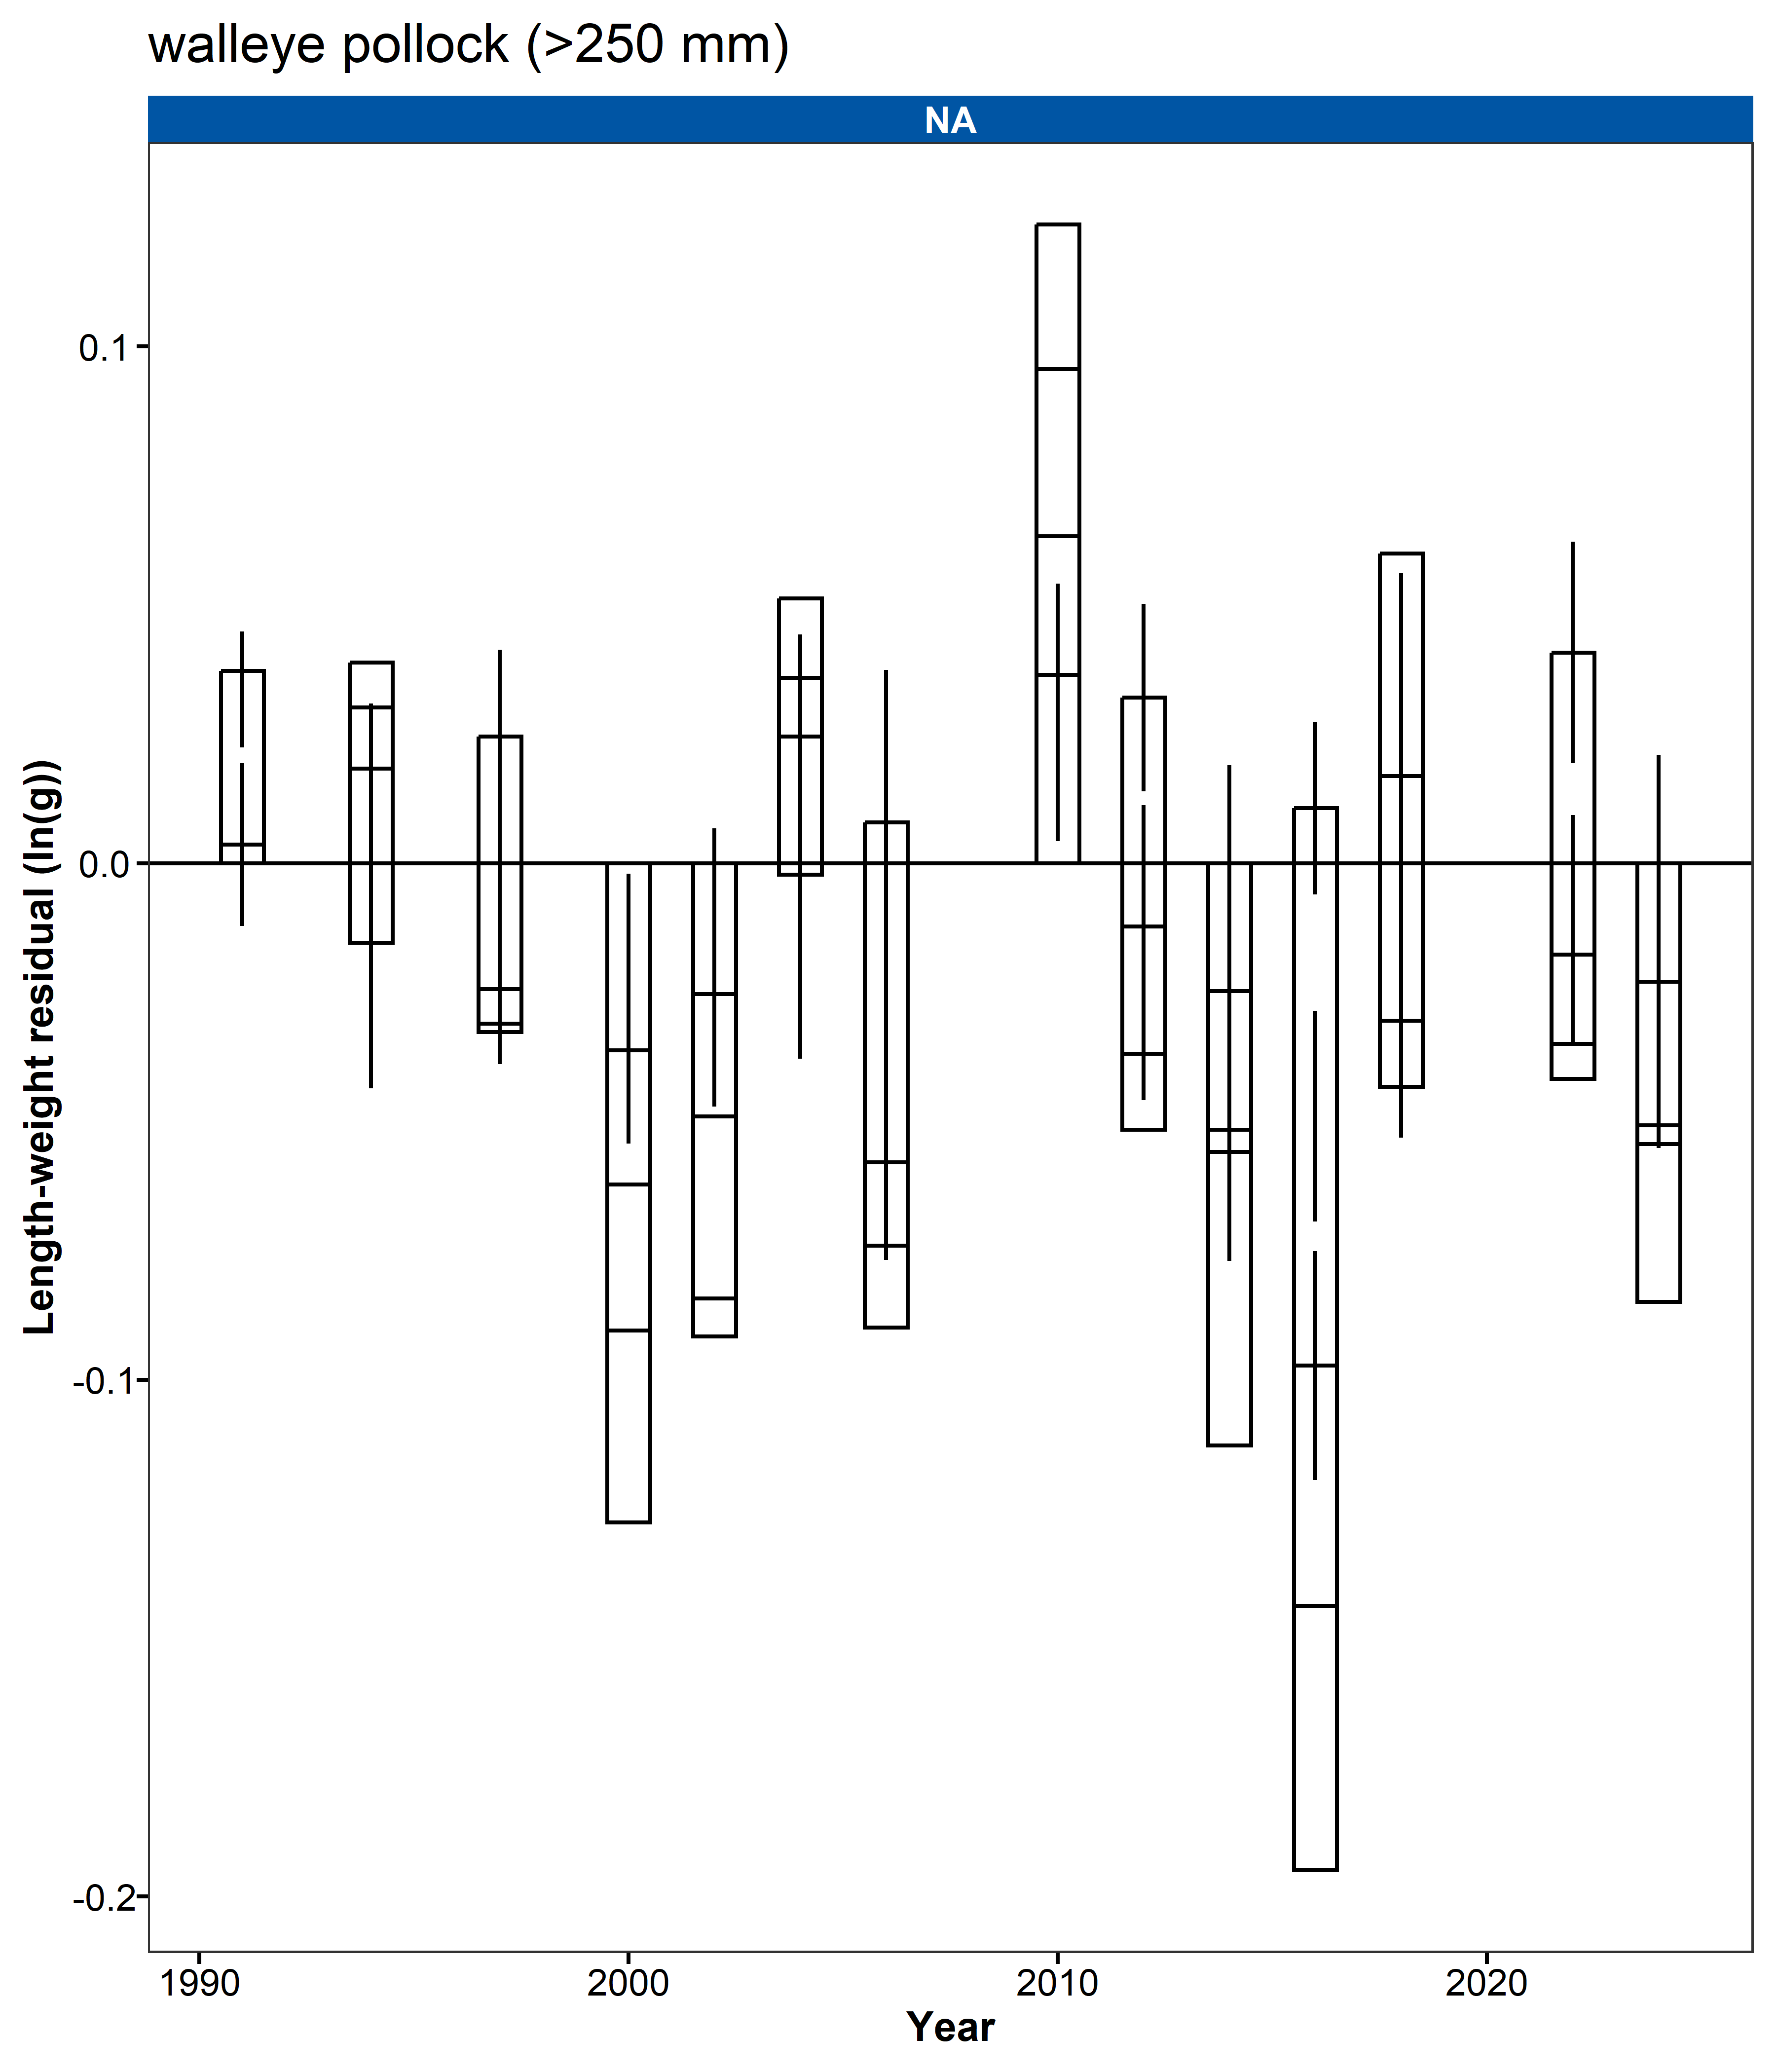 walleye pollock (>250 mm)
NA
Length-weight residual (ln(g))
0.1
0.0
-0.1
-0.2
1990
2000
2010
2020
Year